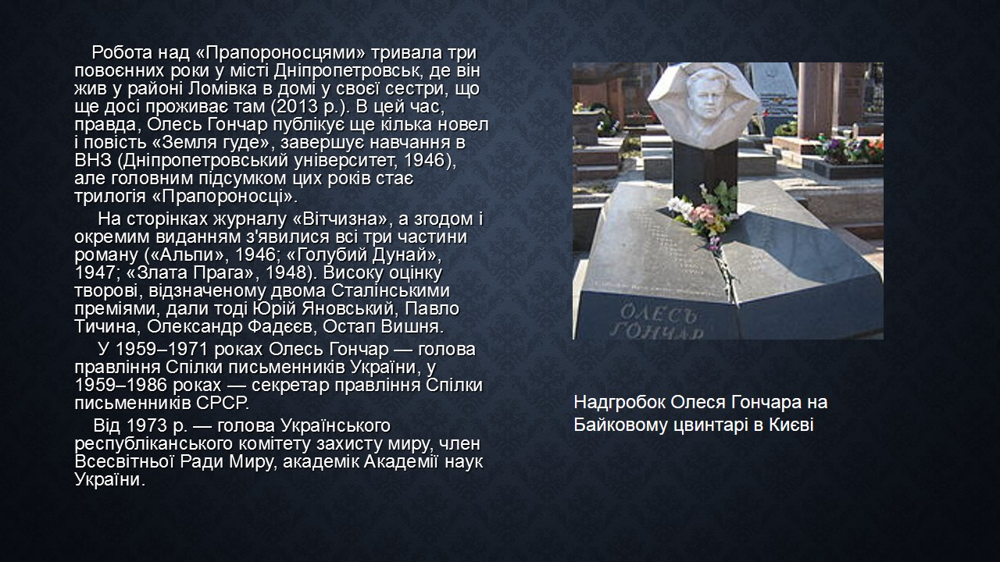 Робота над «Прапороносцями» тривала три
повоєнних роки у місті Дніпропетровськ, де він
жив у районі Ломівка в домі у своєї сестри, що
ще досі проживає там (2013 р.). В цей час,
правда, Олесь Гончар публікує ще кілька новел
і повість «Земля гуде», завершує навчання в
ВНЗ (Дніпропетровський університет, 1946),
але головним підсумком цих років стає
трилогія «Прапороносці».
На сторінках журналу «Вітчизна», а згодом і
окремим виданням з'явилися всі три частини
роману («Альпи», 1946; «Голубий Дунай»,
1947; «Злата Прага», 1948). Високу оцінку
творові, відзначеному двома Сталінськими
преміями, дали тоді Юрій Яновський, Павло
Тичина, Олександр Фадєєв, Остап Вишня.
У 1959–1971 роках Олесь Гончар — голова
правління Спілки письменників України, у
1959–1986 роках — секретар правління Спілки
письменників СРСР.
Від 1973 р. — голова Українського
республіканського комітету захисту миру, член
Всесвітньої Ради Миру, академік Академії наук
України.
ОЛЕСЬ
ГОНЧАР
Надгробок Олеся Гончара на
Байковому цвинтарі в Києві